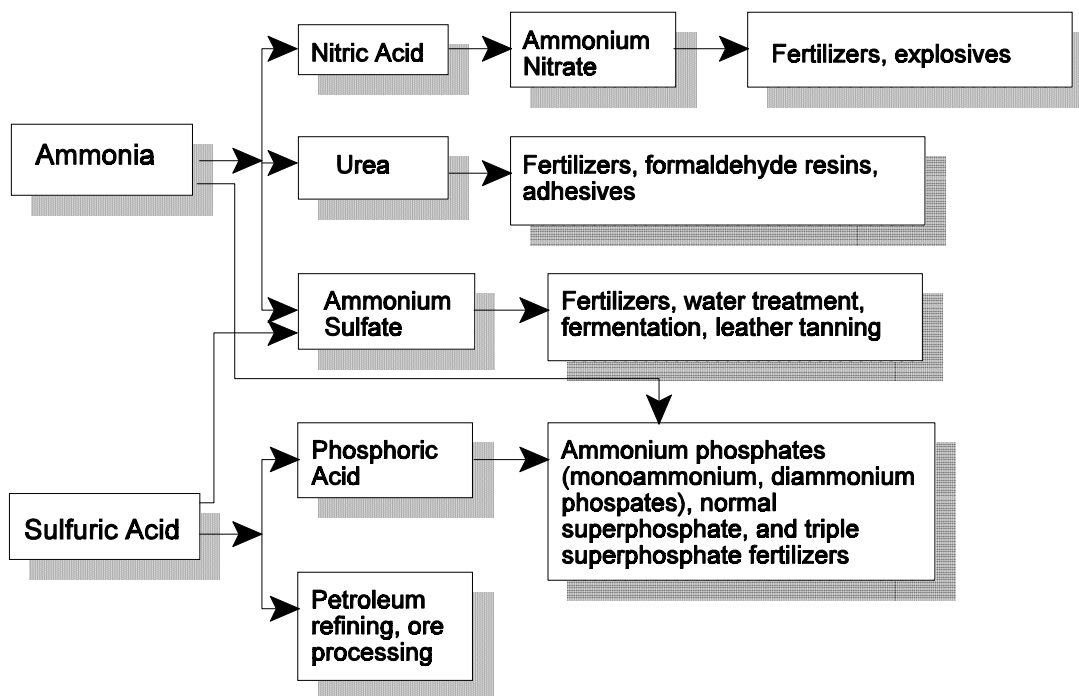 Nitric Acid
Ammonium
Nitrate
Fertilizers, explosives
Ammonia
Urea
Fertilizers, formaldehyde resins,
adhesives
Ammonium
Sulfate
Fertilizers, water treatment,
fermentation, leather tanning
Phosphoric
Acid
Ammonium phosphates
(monoammonium, diammonium
phospates), normal
superphosphate, and triple
superphosphate fertilizers
Sulfuric Acid
Petroleum
refining, ore
processing